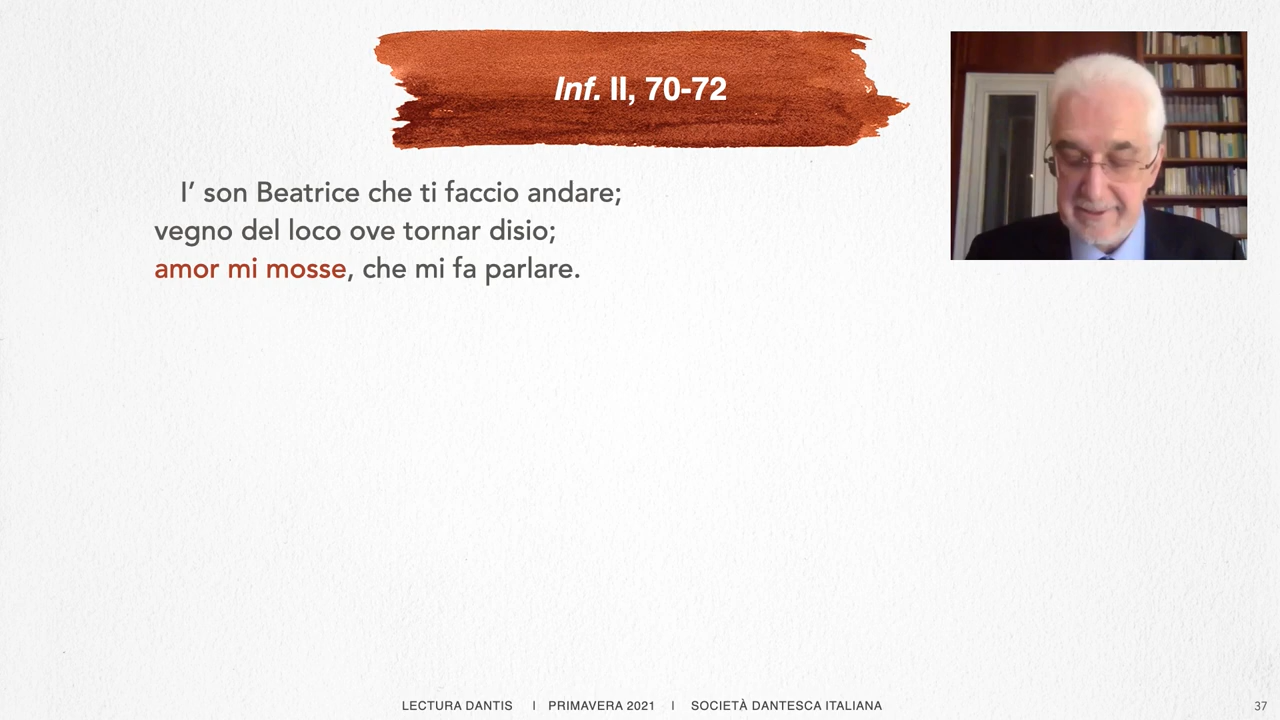 Inf. II, 70-72
I’ son Beatrice che ti faccio andare;
vegno del loco ove tornar disio;
amor mi mosse, che mi fa parlare.
LECTURA DANTIS I PRIMAVERA 2021 I SOCIETÀ DANTESCA ITALIANA
37